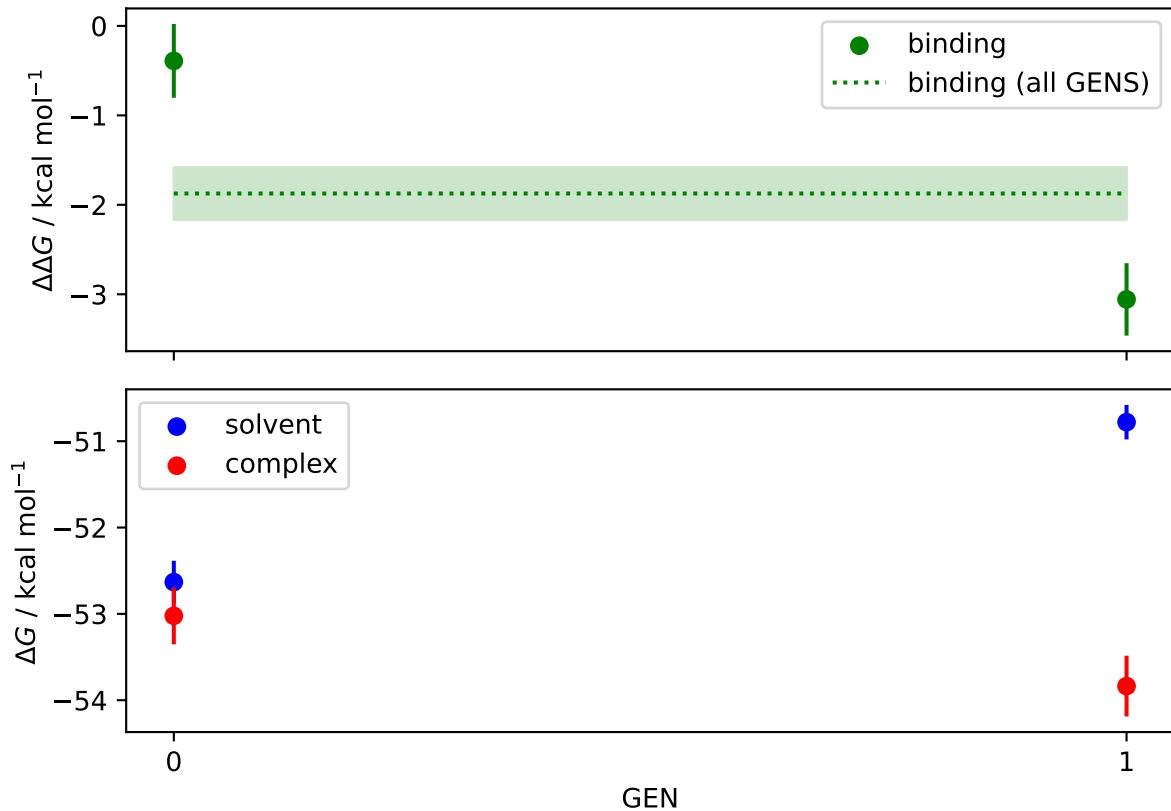 0
−1
−2
−3
ΔΔG / kcal mol⁻¹
binding
binding (all GENS)
−51
−52
−53
−54
ΔG / kcal mol⁻¹
solvent
complex
0 1
GEN